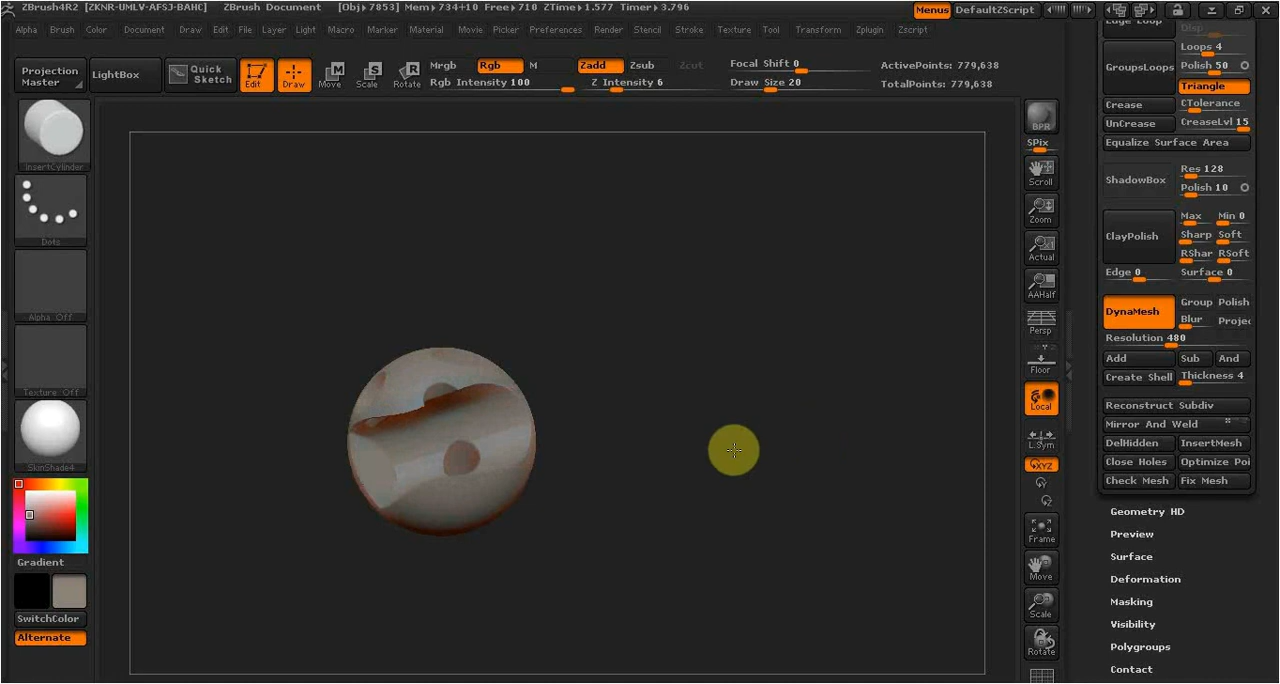 ZBrush4R2 [ZKNR-UMLV-AFSJ-BAHC] ZBrush Document [Obj▸7853] Mem▸734+10 Free▸710 ZTime▸1.577 Timer▸3.796 Menus DefaultZScript
Alpha Brush Color Document Draw Edit File Layer Light Macro Marker Material Movie Picker Preferences Render Stencil Stroke Texture Tool Transform Zplugin Zscript
Projection Master
LightBox
Quick Sketch
Edit
Draw
Move
Scale
Rotate
Mrgb Rgb M
Rgb Intensity 100
Zadd Zsub Zcut
Z Intensity 6
Focal Shift 0
Draw Size 20
ActivePoints: 779,638
TotalPoints: 779,638
InsertCylinder
Dots
Alpha Off
Texture Off
SkinShade4
Gradient
SwitchColor
Alternate
BPR
SPix
Scroll
Zoom
Actual
AAHalf
Persp
Floor
Local
L.Sym
XYZ
Frame
Move
Scale
Rotate
Edge Loop
Disp
Loops 4
GroupsLoops
Polish 50
Triangle
Crease CTolerance
UnCrease CreaseLvl 15
Equalize Surface Area
Res 128
ShadowBox
Polish 10
Max Min 0
ClayPolish
Sharp Soft
RShar RSoft
Edge 0 Surface 0
Group Polish
DynaMesh
Blur Projec
Resolution 480
Add Sub And
Create Shell Thickness 4
Reconstruct Subdiv
Mirror And Weld
DelHidden InsertMesh
Close Holes Optimize Poi
Check Mesh Fix Mesh
Geometry HD
Preview
Surface
Deformation
Masking
Visibility
Polygroups
Contact